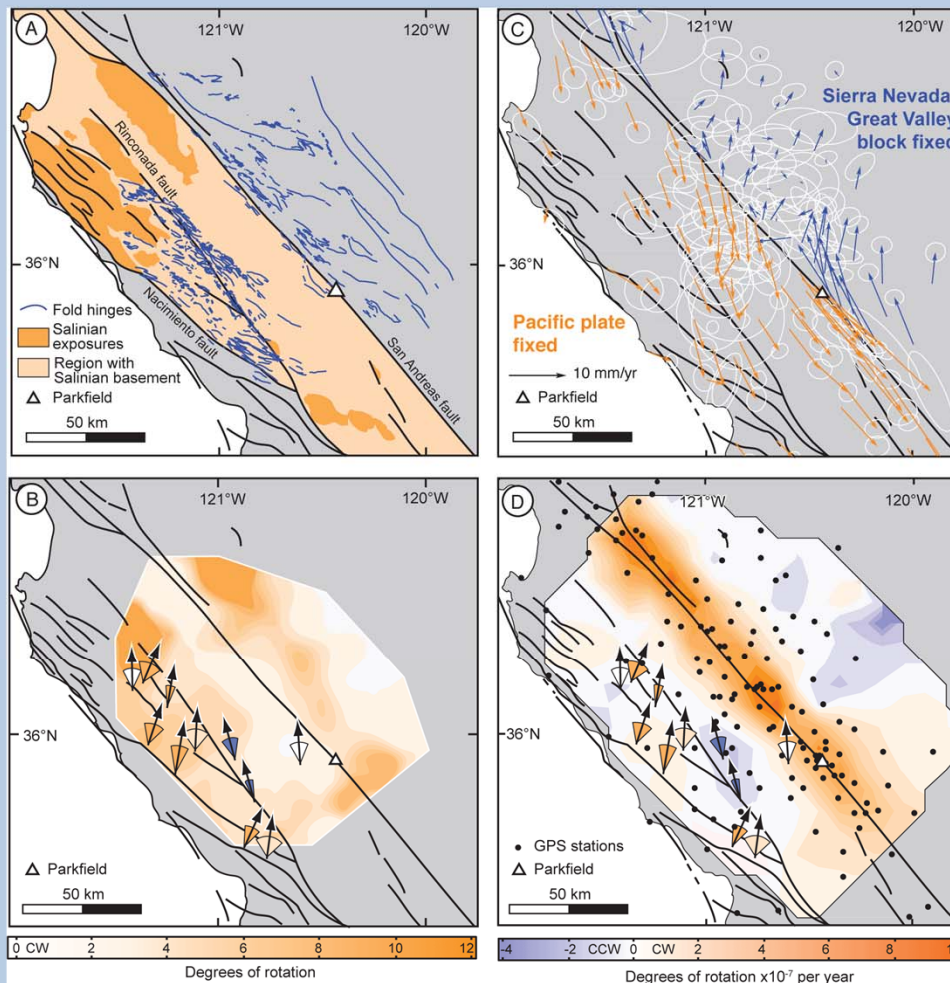 A
121°W
120°W
Rinconada fault
36°N
Nacimiento fault
San Andreas fault
Fold hinges
Salinian
exposures
Region with
Salinian basement
Parkfield
50 km
C
121°W
120°W
Sierra Nevada
Great Valley
block fixed
36°N
Pacific plate
fixed
10 mm/yr
Parkfield
50 km
B
121°W
120°W
36°N
Parkfield
50 km
0 CW 2 4 6 8 10 12
Degrees of rotation
D
121°W
120°W
36°N
GPS stations
Parkfield
50 km
-4 -2 CCW 0 CW 2 4 6 8
Degrees of rotation x10⁻⁷ per year